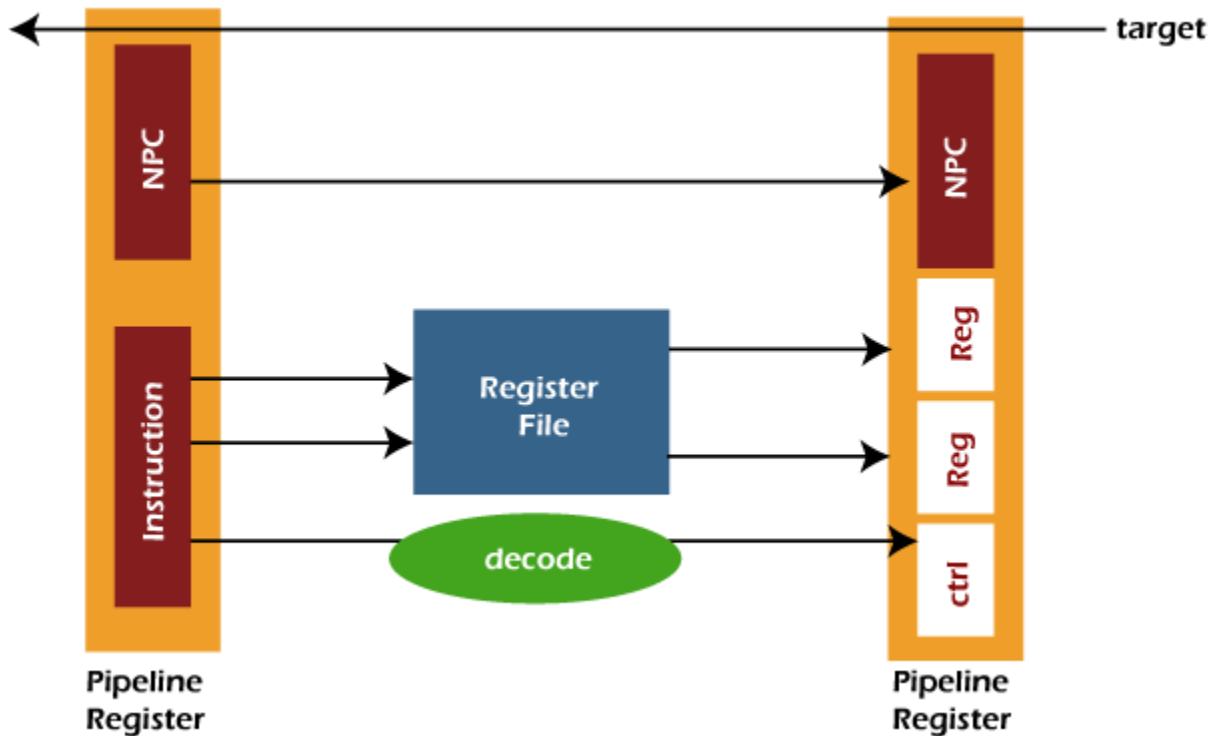 target
NPC
NPC
Reg
Register
File
Reg
Instruction
decode
ctrl
Pipeline
Register
Pipeline
Register